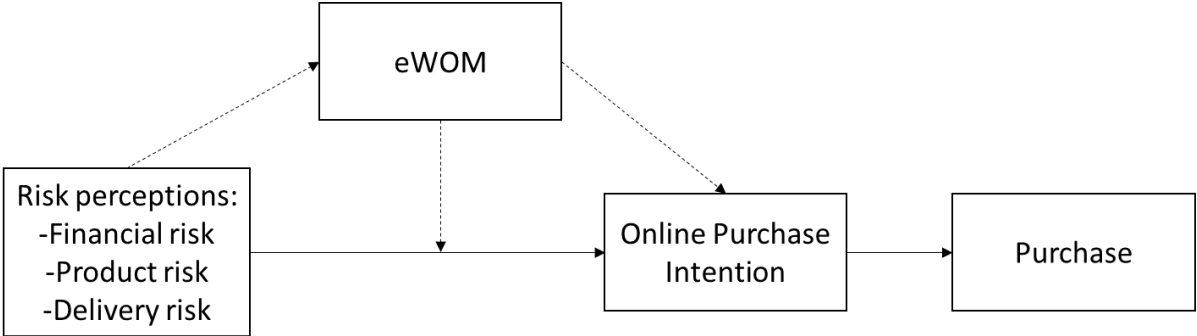 eWOM
Risk perceptions:
-Financial risk
-Product risk
-Delivery risk
Online Purchase
Intention
Purchase